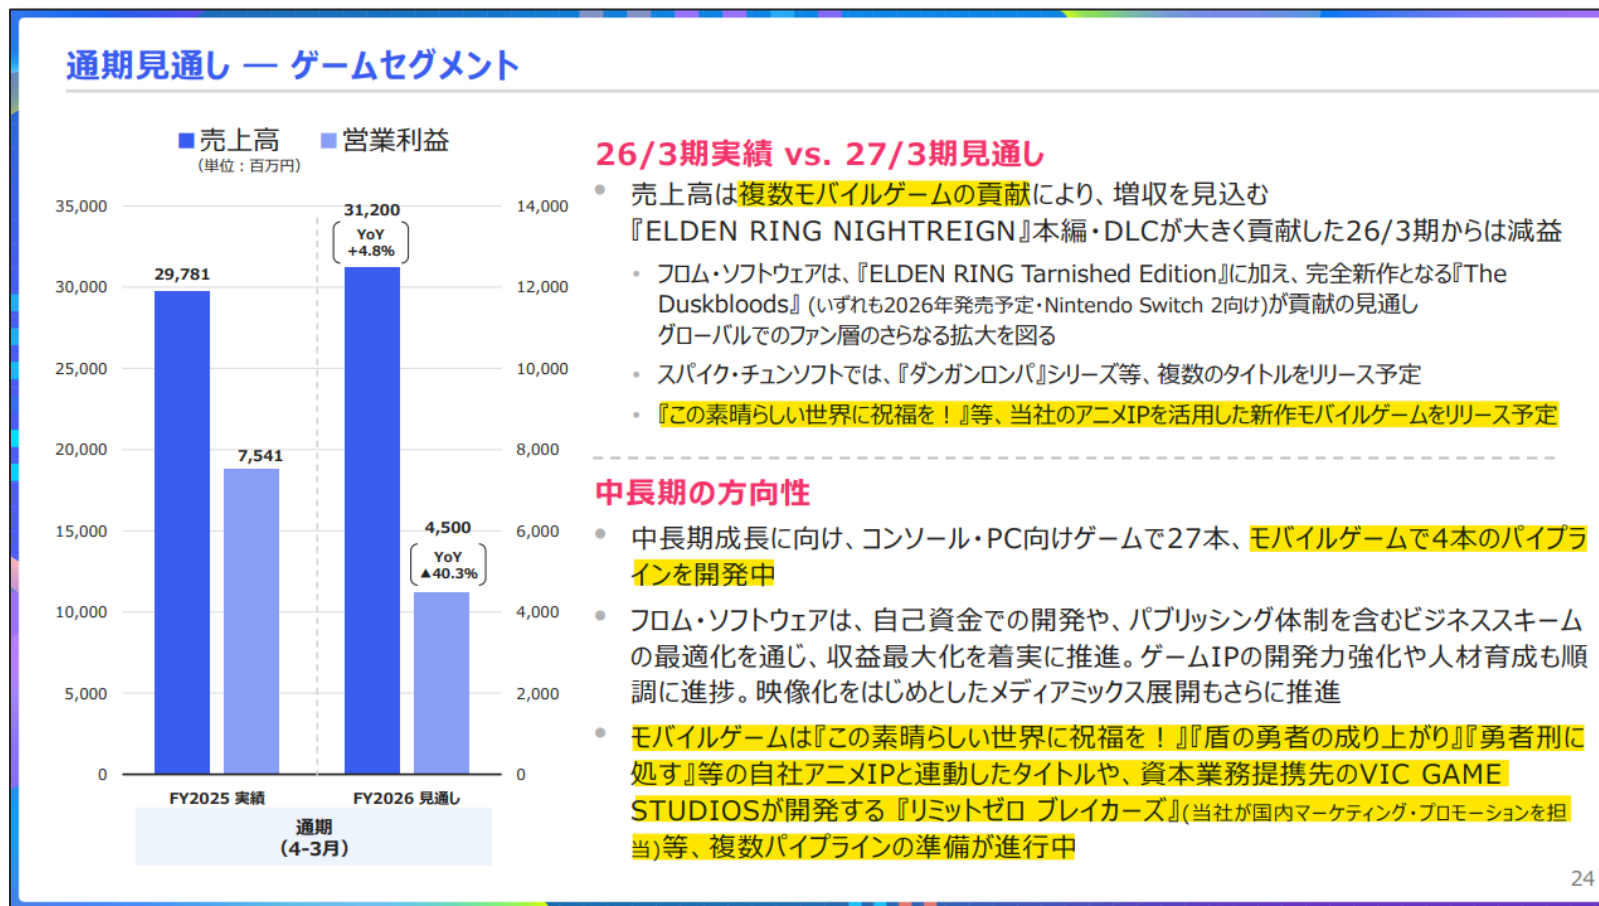 通期見通し ― ゲームセグメント
■売上高 ■営業利益
（単位：百万円）
35,000
30,000
25,000
20,000
15,000
10,000
5,000
0
29,781
7,541
31,200
YoY
+4.8%
4,500
YoY
▲40.3%
14,000
12,000
10,000
8,000
6,000
4,000
2,000
0
FY2025 実績
FY2026 見通し
通期
（4-3月）
26/3期実績 vs. 27/3期見通し
• 売上高は複数モバイルゲームの貢献により、増収を見込む
『ELDEN RING NIGHTREIGN』本編・DLCが大きく貢献した26/3期からは減益
• フロム・ソフトウェアは、『ELDEN RING Tarnished Edition』に加え、完全新作となる『The
Duskbloods』(いずれも2026年発売予定・Nintendo Switch 2向け)が貢献の見通し
グローバルでのファン層のさらなる拡大を図る
• スパイク・チュンソフトでは、『ダンガンロンパ』シリーズ等、複数のタイトルをリリース予定
• 『この素晴らしい世界に祝福を！』等、当社のアニメIPを活用した新作モバイルゲームをリリース予定
中長期の方向性
• 中長期成長に向け、コンソール・PC向けゲームで27本、モバイルゲームで4本のパイプラ
インを開発中
• フロム・ソフトウェアは、自己資金での開発や、パブリッシング体制を含むビジネススキーム
の最適化を通じ、収益最大化を着実に推進。ゲームIPの開発力強化や人材育成も順
調に進捗。映像化をはじめとしたメディアミックス展開もさらに推進
• モバイルゲームは『この素晴らしい世界に祝福を！』『盾の勇者の成り上がり』『勇者刑に
処す』等の自社アニメIPと連動したタイトルや、資本業務提携先のVIC GAME
STUDIOSが開発する『リミットゼロ ブレイカーズ』(当社が国内マーケティング・プロモーションを担
当)等、複数パイプラインの準備が進行中
24